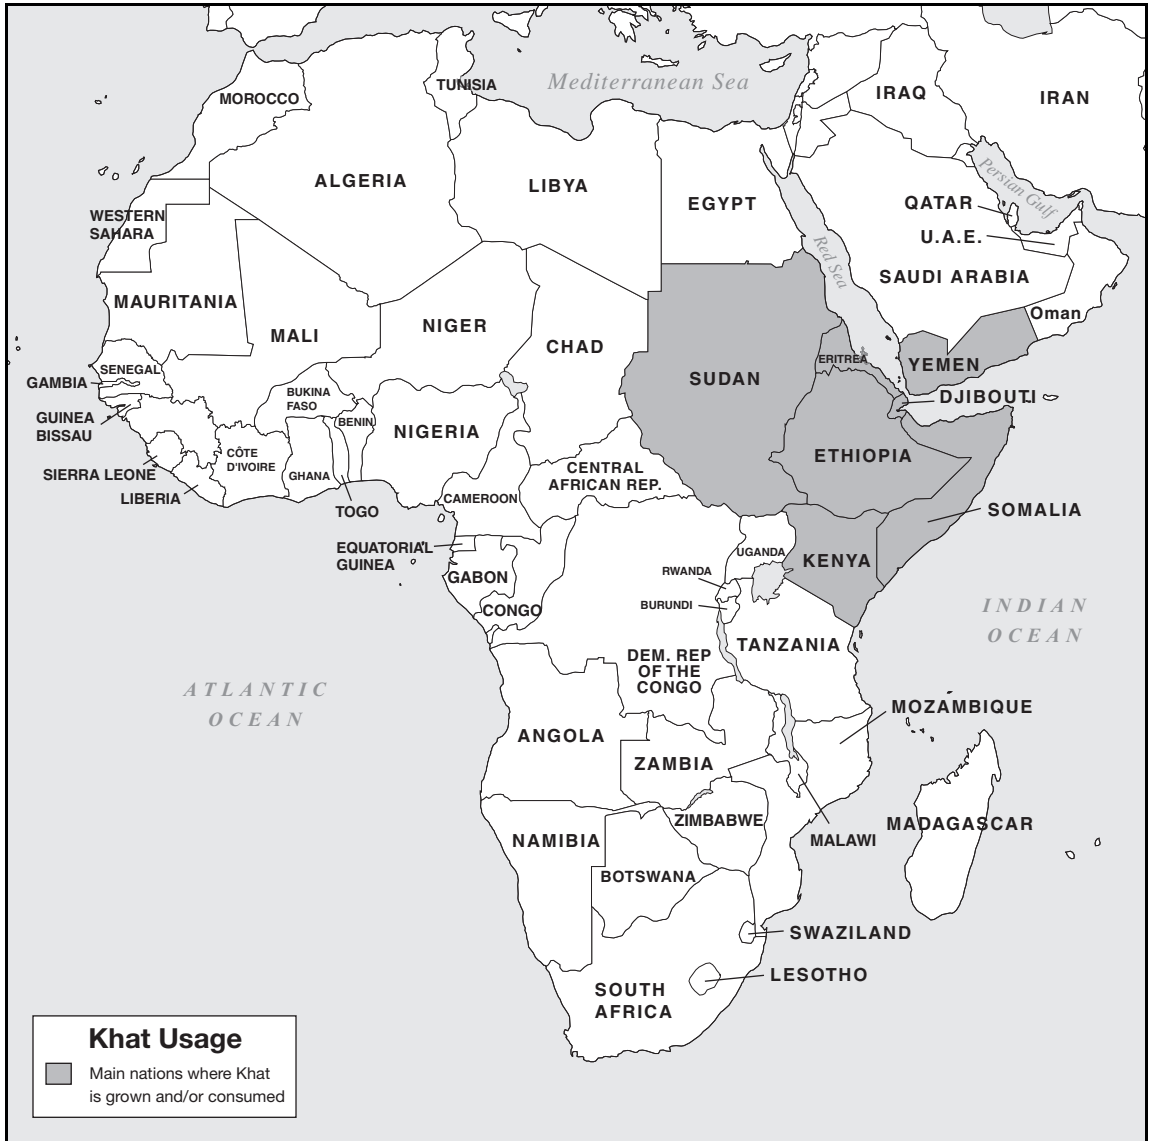 Mediterranean Sea
TUNISIA
MOROCCO
IRAQ
IRAN
ALGERIA
LIBYA
EGYPT
Persian Gulf
QATAR
WESTERN
SAHARA
U.A.E.
Red Sea
SAUDI ARABIA
MAURITANIA
MALI
NIGER
CHAD
Oman
SENEGAL
GAMBIA
ERITREA
YEMEN
SUDAN
DJIBOUTI
BUKINA
FASO
GUINEA
BISSAU
BENIN
NIGERIA
CÔTE
D'IVOIRE
ETHIOPIA
SIERRA LEONE
GHANA
CENTRAL
AFRICAN REP.
LIBERIA
CAMEROON
TOGO
SOMALIA
EQUATORIAL
GUINEA
UGANDA
KENYA
RWANDA
GABON
BURUNDI
CONGO
INDIAN
OCEAN
TANZANIA
DEM. REP
OF THE
CONGO
ATLANTIC
OCEAN
MOZAMBIQUE
ANGOLA
ZAMBIA
ZIMBABWE
MALAWI
MADAGASCAR
NAMIBIA
BOTSWANA
SWAZILAND
LESOTHO
SOUTH
AFRICA
Khat Usage
Main nations where Khat
is grown and/or consumed